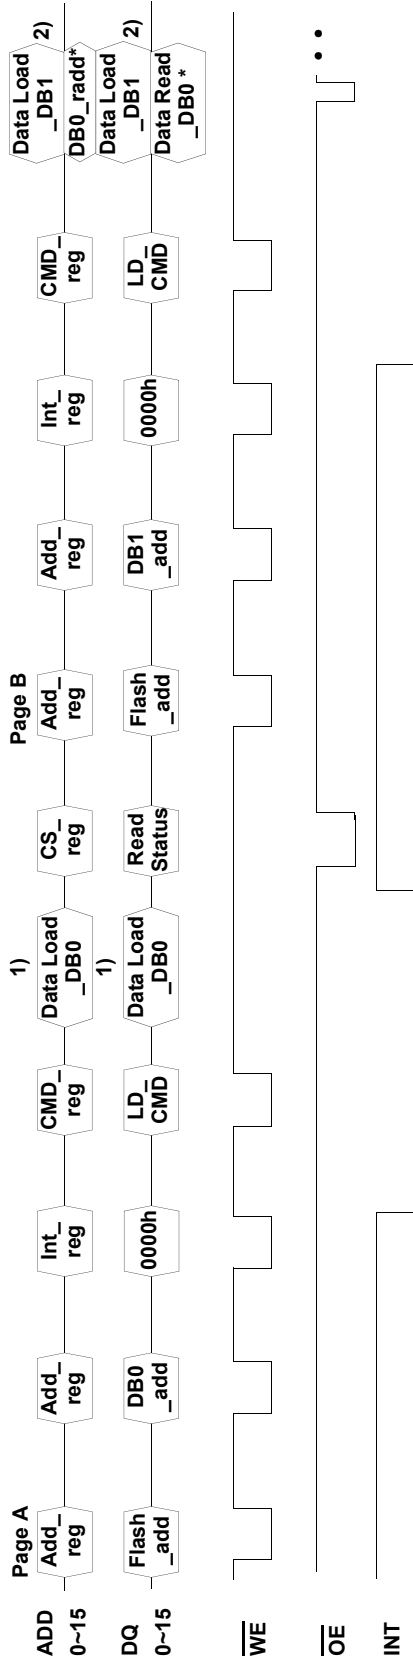 Page A
Page B
ADD
0~15
Add_
reg
Add_
reg
Int_
reg
CMD_
reg
1)
Data Load
_DB0
CS_
reg
Add_
reg
Add_
reg
Int_
reg
CMD_
reg
2)
Data Load
_DB1
DB0_radd*
DQ
0~15
Flash
_add
DB0
_add
0000h
LD_
CMD
1)
Data Load
_DB0
Read
Status
Flash
_add
DB1
_add
0000h
LD_
CMD
2)
Data Load
_DB1
Data Read
_DB0 *
WE
OE
INT